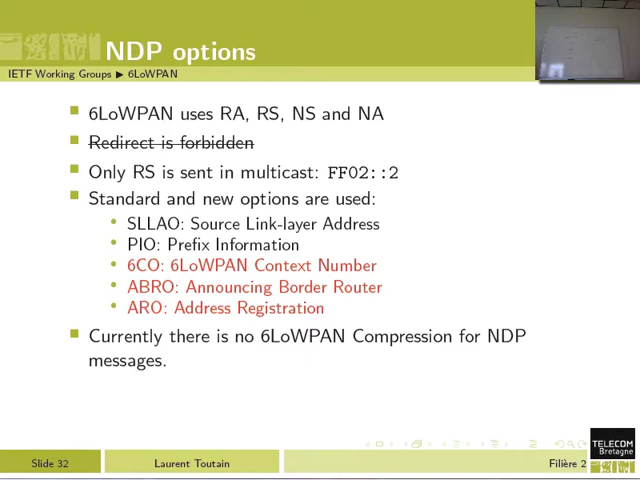 NDP options
IETF Working Groups ▶ 6LoWPAN
6LoWPAN uses RA, RS, NS and NA
Redirect is forbidden
Only RS is sent in multicast: FF02::2
Standard and new options are used:
SLLAO: Source Link-layer Address
PIO: Prefix Information
6CO: 6LoWPAN Context Number
ABRO: Announcing Border Router
ARO: Address Registration
Currently there is no 6LoWPAN Compression for NDP
messages.
TELECOM
Bretagne
Slide 32
Laurent Toutain
Filière 2